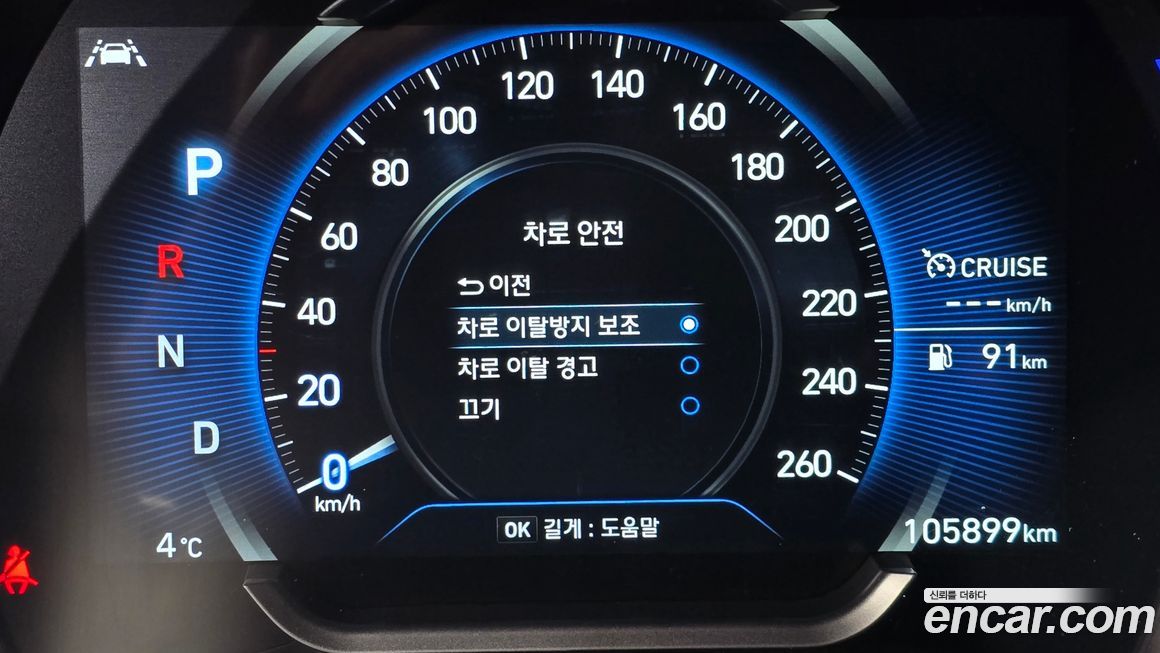 P
R
N
D
0
20
40
60
80
100
120
140
160
180
200
220
240
260
km/h
차로 안전
이전
차로 이탈방지 보조
차로 이탈 경고
끄기
OK 길게 : 도움말
CRUISE
---km/h
91km
4°C
105899km
신뢰를 더하다
encar.com